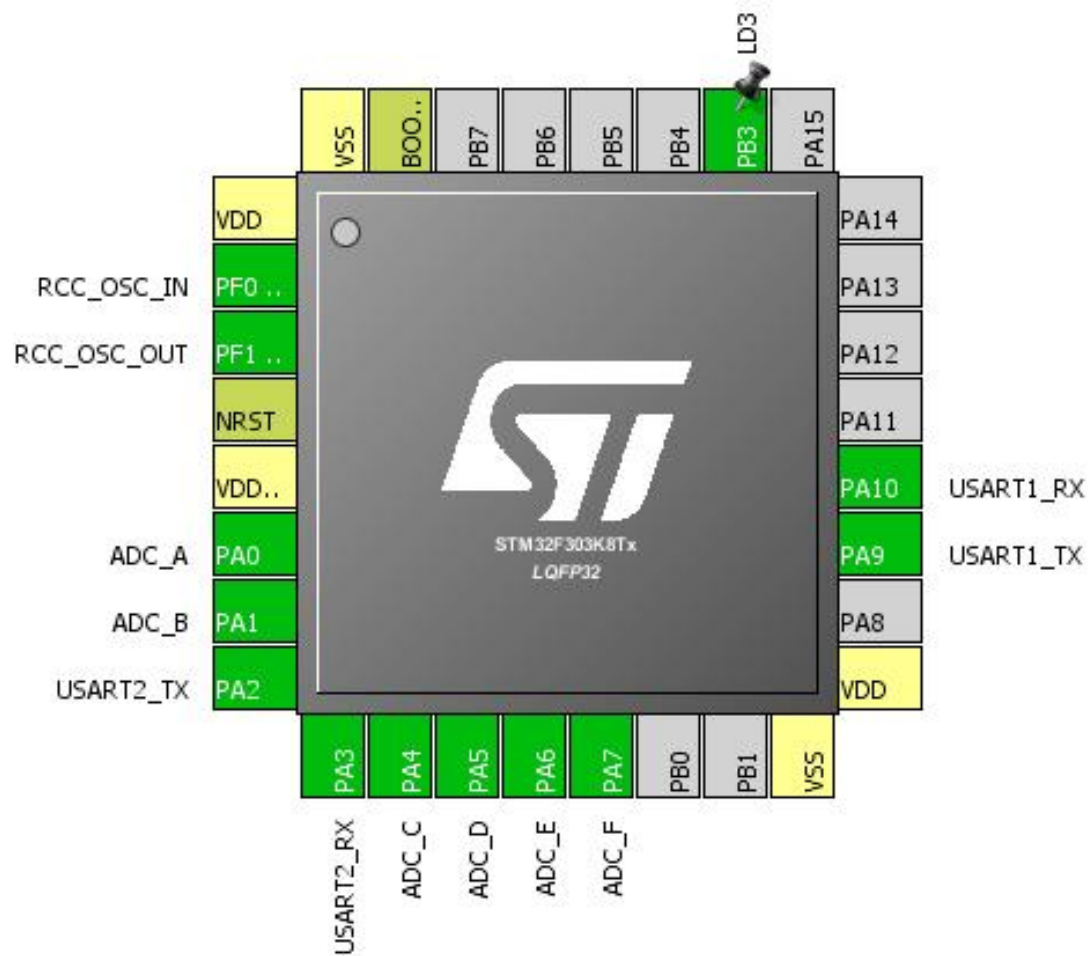 LD3
VSS
BOO..
PB7
PB6
PB5
PB4
PB3
PA15
VDD
PA14
RCC_OSC_IN PF0 ..
PA13
RCC_OSC_OUT PF1 ..
PA12
NRST
PA11
VDD..
PA10 USART1_RX
ADC_A PA0
PA9 USART1_TX
ADC_B PA1
PA8
USART2_TX PA2
VDD
ST
STM32F303K8Tx
LQFP32
PA3
PA4
PA5
PA6
PA7
PB0
PB1
VSS
USART2_RX
ADC_C
ADC_D
ADC_E
ADC_F